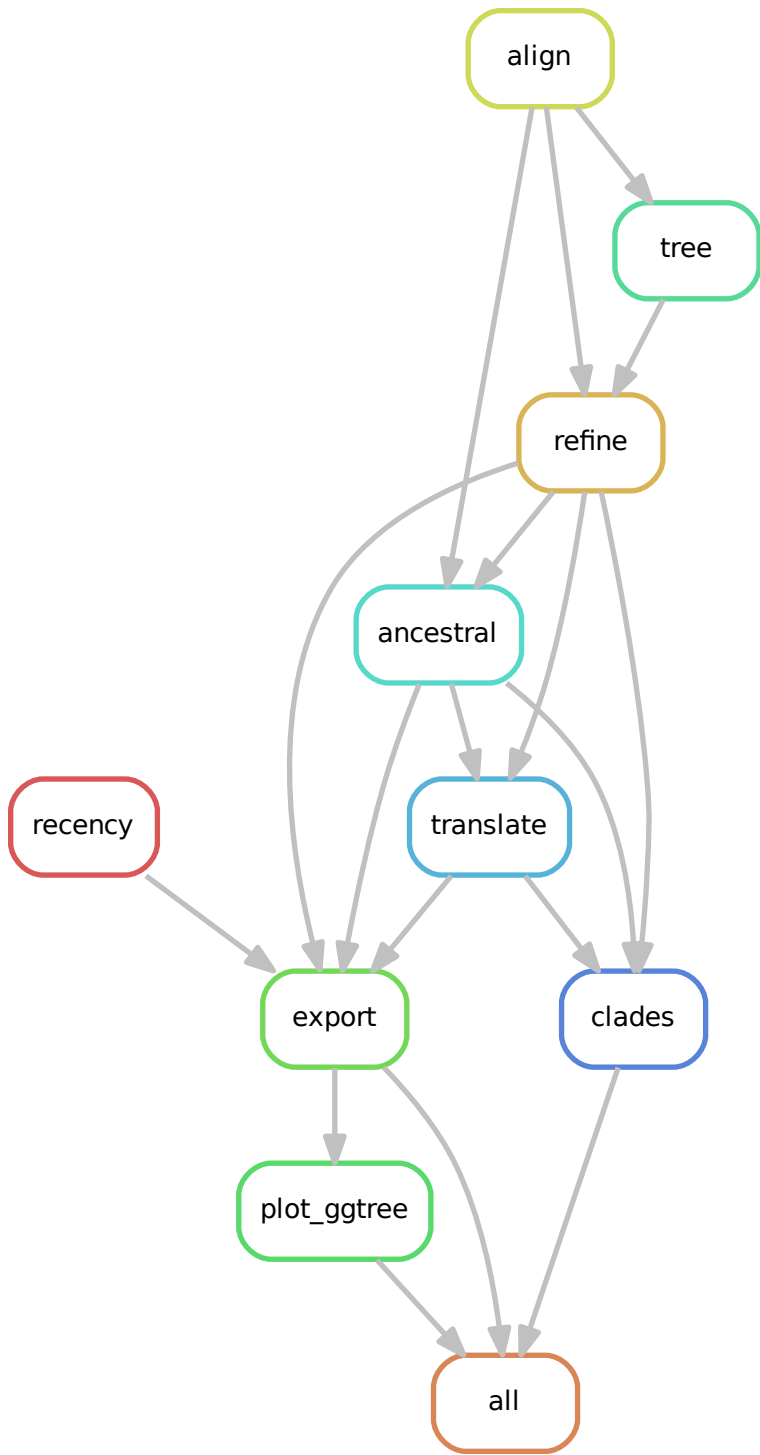 align
tree
refine
ancestral
recency
translate
export
clades
plot_ggtree
all